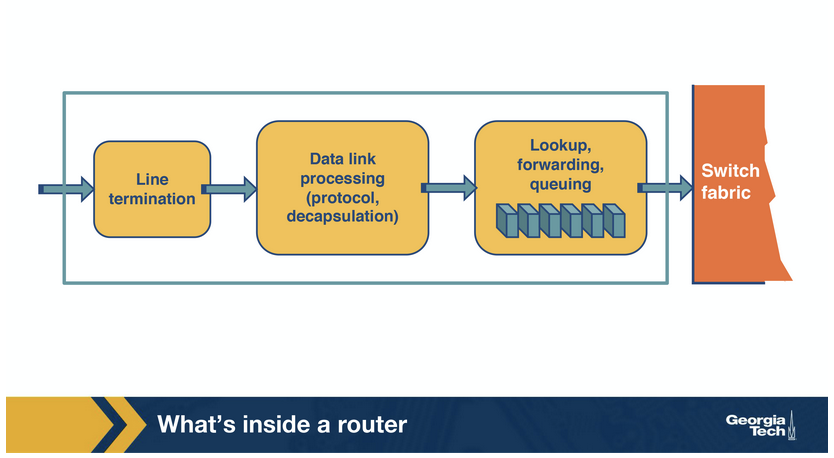 Line
termination
Data link
processing
(protocol,
decapsulation)
Lookup,
forwarding,
queuing
Switch
fabric
What’s inside a router
Georgia
Tech